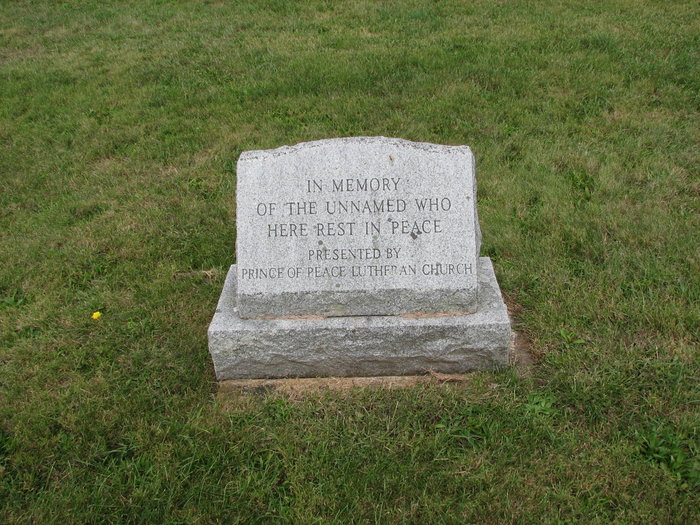 IN MEMORY
OF THE UNNAMED WHO
HERE REST IN PEACE
PRESENTED BY
PRINCE OF PEACE LUTHERAN CHURCH